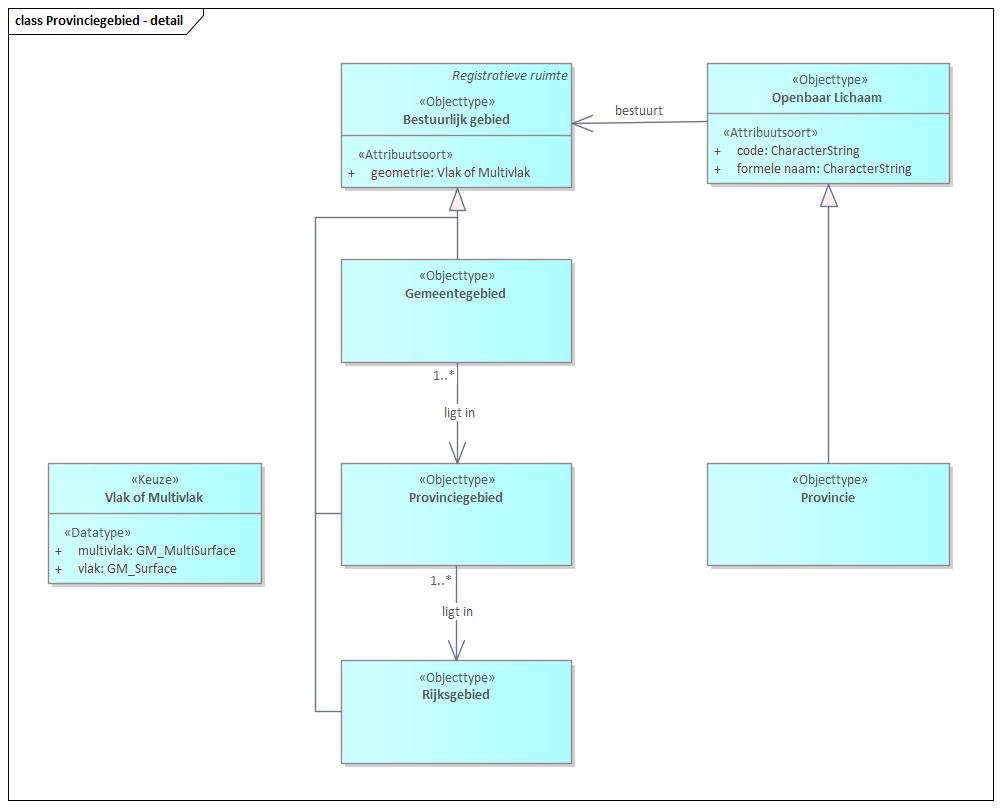 class Provinciegebied - detail
Registratieve ruimte
«Objecttype»
Bestuurlijk gebied
«Attribuutsoort»
+ geometrie: Vlak of Multivlak
bestuurt
«Objecttype»
Openbaar Lichaam
«Attribuutsoort»
+ code: CharacterString
+ formele naam: CharacterString
«Objecttype»
Gemeentegebied
1..*
ligt in
«Keuze»
Vlak of Multivlak
«Datatype»
+ multivlak: GM_MultiSurface
+ vlak: GM_Surface
«Objecttype»
Provinciegebied
«Objecttype»
Provincie
1..*
ligt in
«Objecttype»
Rijksgebied